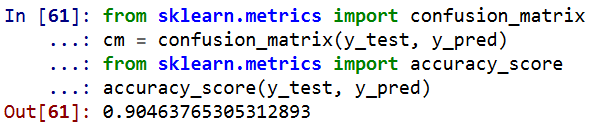 In [61]: from sklearn.metrics import confusion_matrix
    ...: cm = confusion_matrix(y_test, y_pred)
    ...: from sklearn.metrics import accuracy_score
    ...: accuracy_score(y_test, y_pred)
Out[61]: 0.90463765305312893